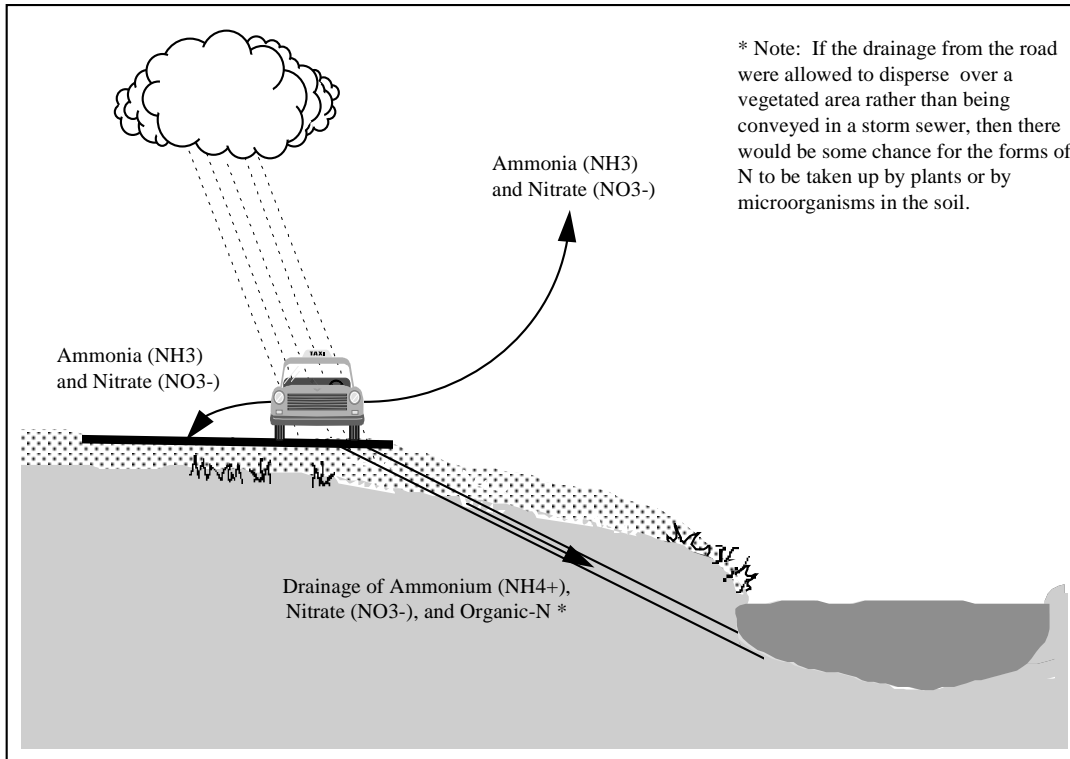 * Note: If the drainage from the road
were allowed to disperse over a
vegetated area rather than being
conveyed in a storm sewer, then there
would be some chance for the forms of
N to be taken up by plants or by
microorganisms in the soil.
Ammonia (NH3)
and Nitrate (NO3-)
TAXI
Ammonia (NH3)
and Nitrate (NO3-)
Drainage of Ammonium (NH4+),
Nitrate (NO3-), and Organic-N *